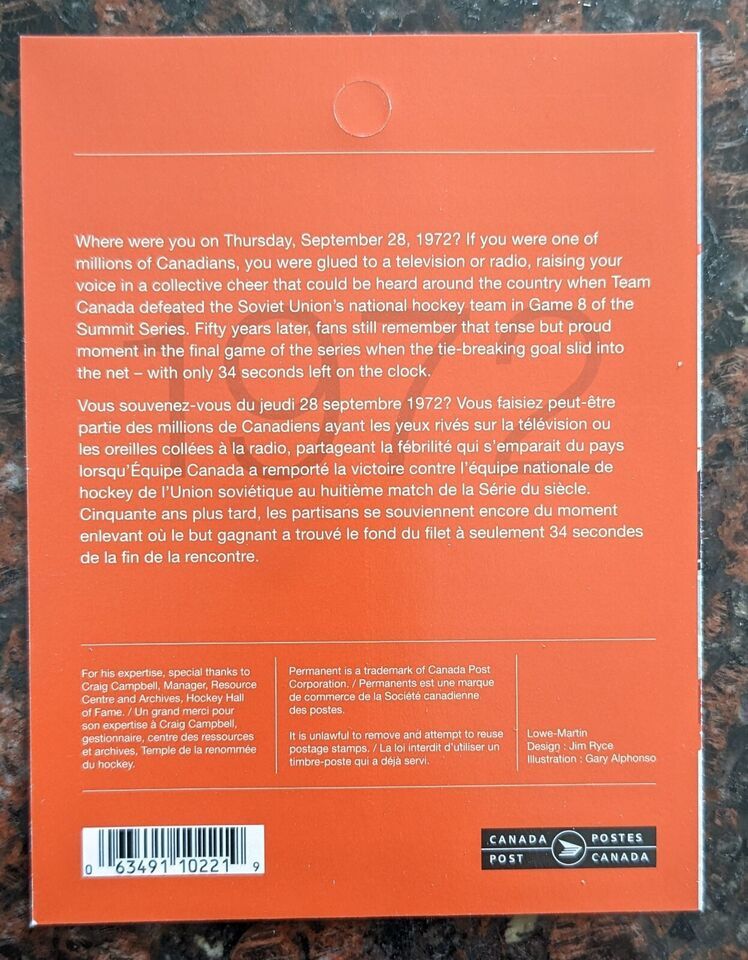 Where were you on Thursday, September 28, 1972? If you were one of
millions of Canadians, you were glued to a television or radio, raising your
voice in a collective cheer that could be heard around the country when Team
Canada defeated the Soviet Union's national hockey team in Game 8 of the
Summit Series. Fifty years later, fans still remember that tense but proud
moment in the final game of the series when the tie-breaking goal slid into
the net – with only 34 seconds left on the clock.
1972
Vous souvenez-vous du jeudi 28 septembre 1972? Vous faisiez peut-être
partie des millions de Canadiens ayant les yeux rivés sur la télévision ou
les oreilles collées à la radio, partageant la fébrilité qui s'emparait du pays
lorsqu'Équipe Canada a remporté la victoire contre l'équipe nationale de
hockey de l'Union soviétique au huitième match de la Série du siècle.
Cinquante ans plus tard, les partisans se souviennent encore du moment
enlevant où le but gagnant a trouvé le fond du filet à seulement 34 secondes
de la fin de la rencontre.
For his expertise, special thanks to
Craig Campbell, Manager, Resource
Centre and Archives, Hockey Hall
of Fame. / Un grand merci pour
son expertise à Craig Campbell,
gestionnaire, centre des ressources
et archives, Temple de la renommée
du hockey.
Permanent is a trademark of Canada Post
Corporation. / Permanents est une marque
de commerce de la Société canadienne
des postes.
It is unlawful to remove and attempt to reuse
postage stamps. / La loi interdit d'utiliser un
timbre-poste qui a déjà servi.
Lowe-Martin
Design : Jim Ryce
Illustration : Gary Alphonso
0 63491 10221 9
CANADA POSTES
POST CANADA